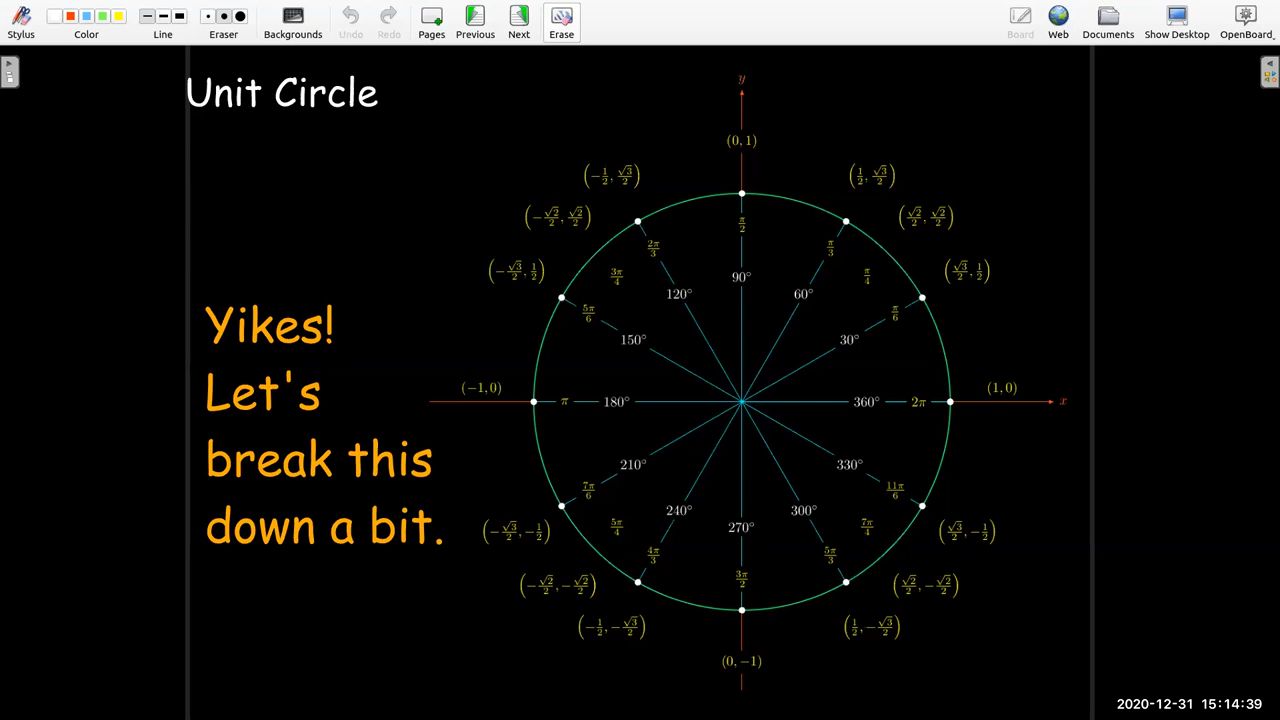 Stylus Color Line Eraser Backgrounds Undo Redo Pages Previous Next Erase Board Web Documents Show Desktop OpenBoard
Unit Circle
y
(0, 1)
(-1/2, √3/2) (1/2, √3/2)
(-√2/2, √2/2) (√2/2, √2/2)
(-√3/2, 1/2) (√3/2, 1/2)
π/2
2π/3 π/3
3π/4 π/4
90°
120° 60°
5π/6 π/6
150° 30°
Yikes!
Let's
break this
down a bit.
(-1, 0) (1, 0)
π 180° 360° 2π x
210° 330°
7π/6 11π/6
240° 300°
5π/4 7π/4
270°
4π/3 5π/3
3π/2
(-√3/2, -1/2) (√3/2, -1/2)
(-√2/2, -√2/2) (√2/2, -√2/2)
(-1/2, -√3/2) (1/2, -√3/2)
(0, -1)
2020-12-31 15:14:39